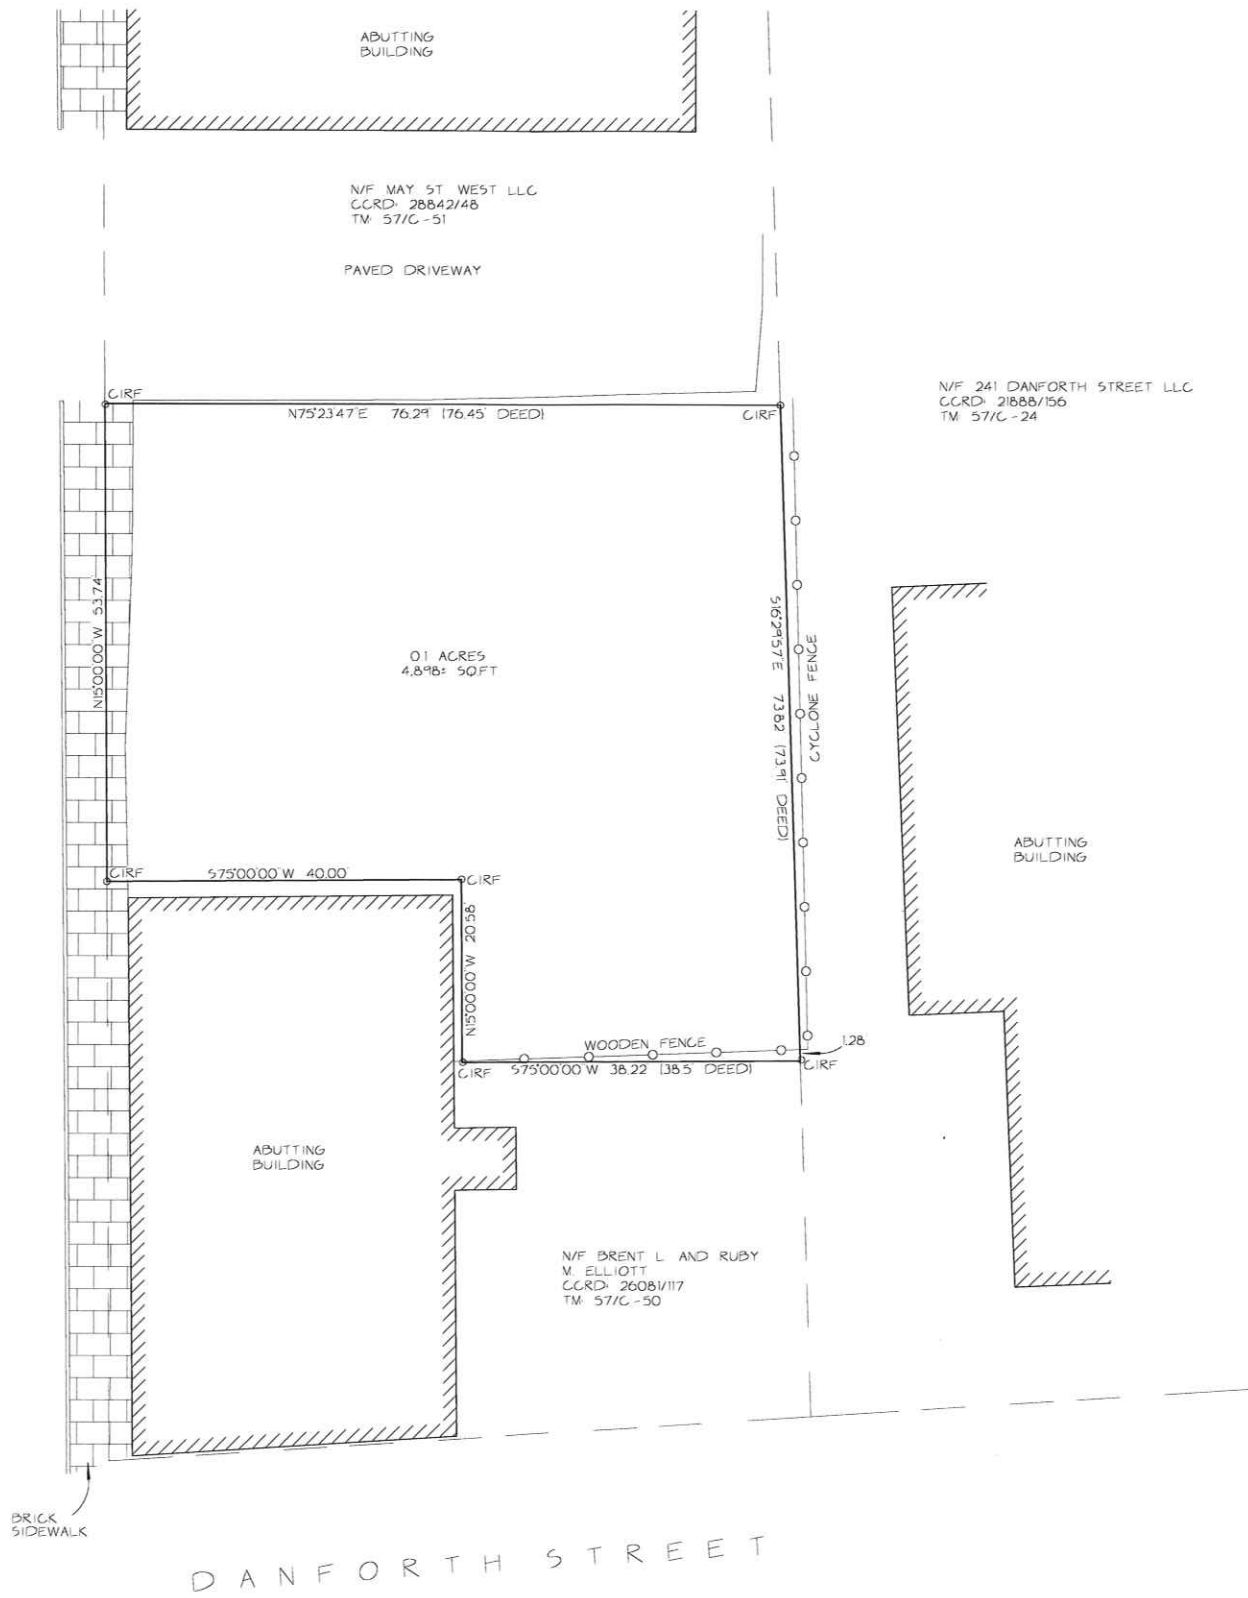 ABUTTING
BUILDING
N/F MAY ST WEST LLC
CCRD: 28842/48
TM: 57/C-51
PAVED DRIVEWAY
N/F 241 DANFORTH STREET LLC
CCRD: 21888/156
TM: 57/C-24
CIRF
N75°23'47"E 76.29' (76.45' DEED)
CIRF
N15°00'00"W 53.74'
0.1 ACRES
4,898± SQ.FT.
S16°29'57"E 73.82' (73.91' DEED)
CYCLONE FENCE
ABUTTING
BUILDING
CIRF
S75°00'00"W 40.00'
CIRF
N15°00'00"W 20.58'
WOODEN FENCE
1.28'
CIRF
S75°00'00"W 38.22' (38.5' DEED)
CIRF
ABUTTING
BUILDING
N/F BRENT L. AND RUBY
M. ELLIOTT
CCRD: 26081/117
TM: 57/C-50
BRICK
SIDEWALK
DANFORTH STREET